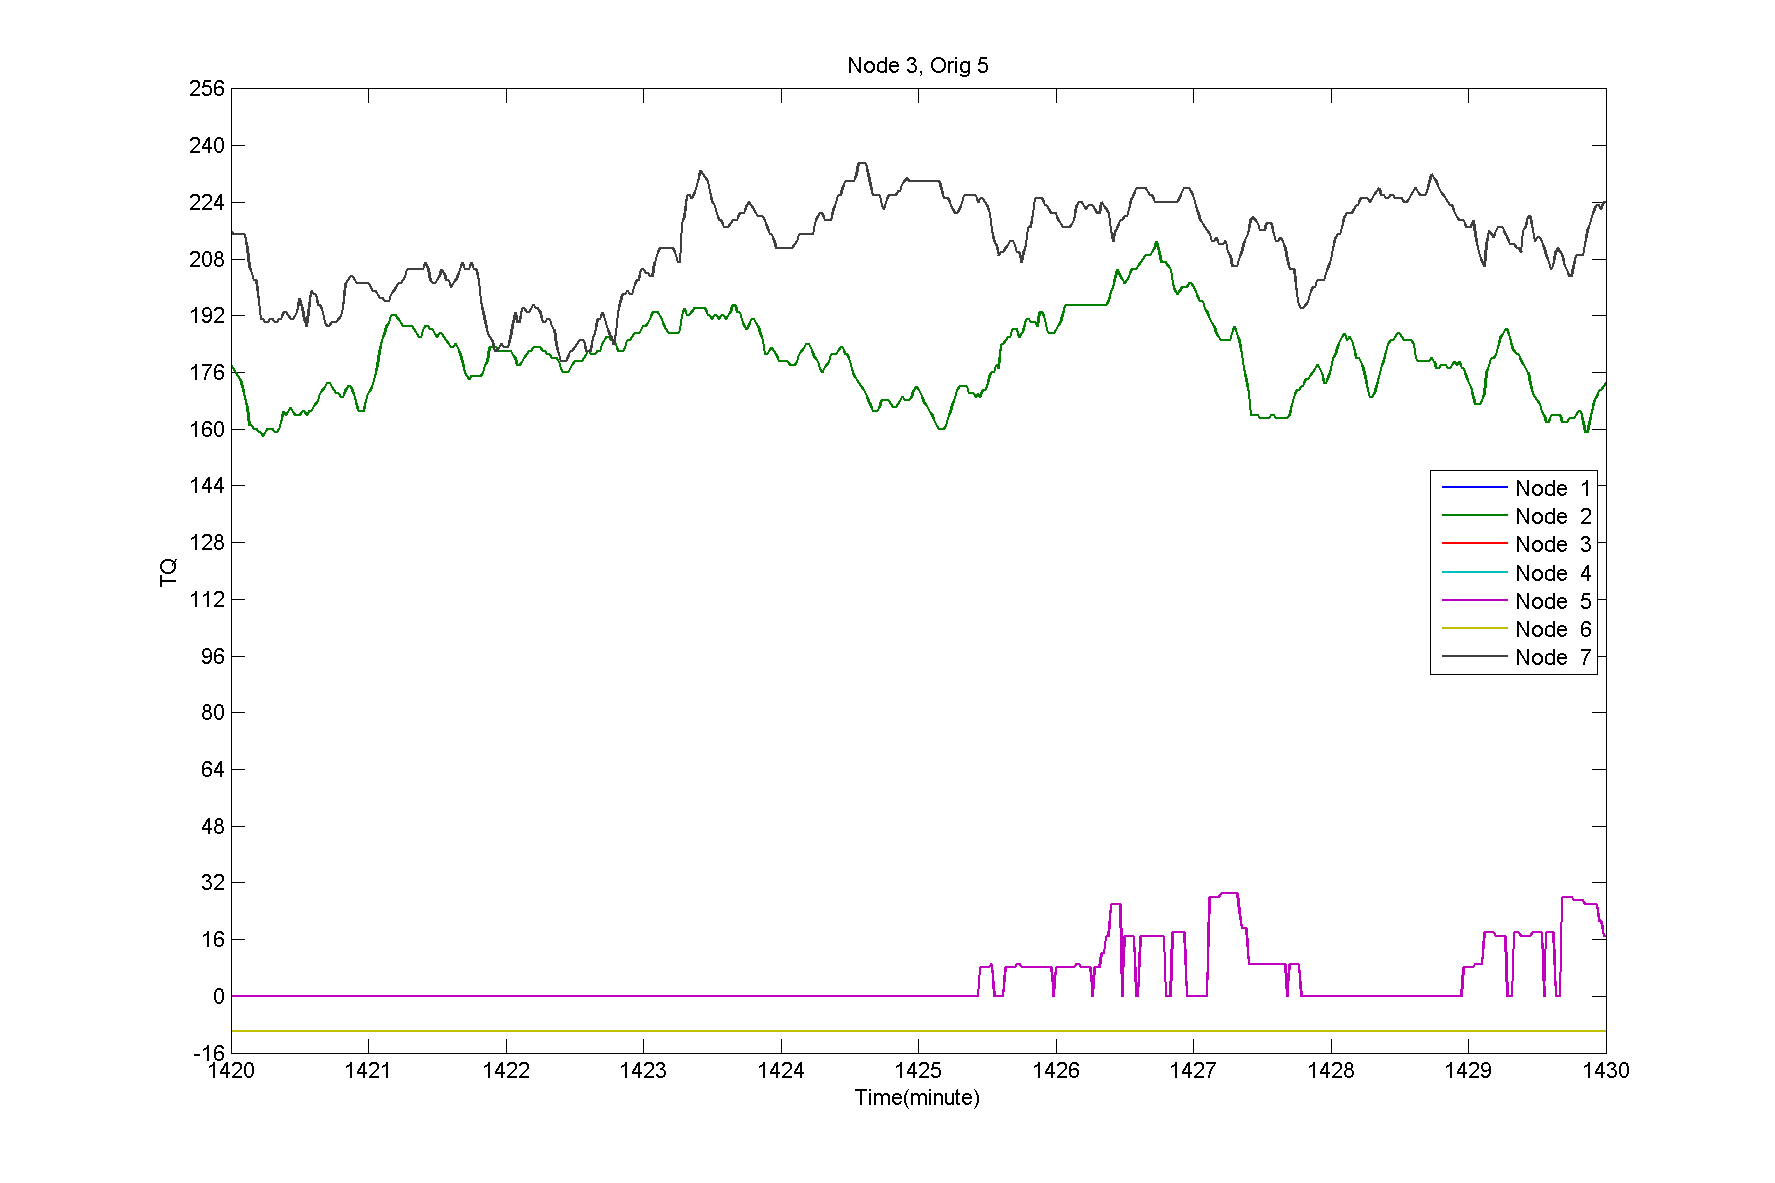 Node 3, Orig 5
256
240
224
208
192
176
160
144
128
112
96
80
64
48
32
16
0
-16
TQ
Node 1
Node 2
Node 3
Node 4
Node 5
Node 6
Node 7
1420 1421 1422 1423 1424 1425 1426 1427 1428 1429 1430
Time(minute)